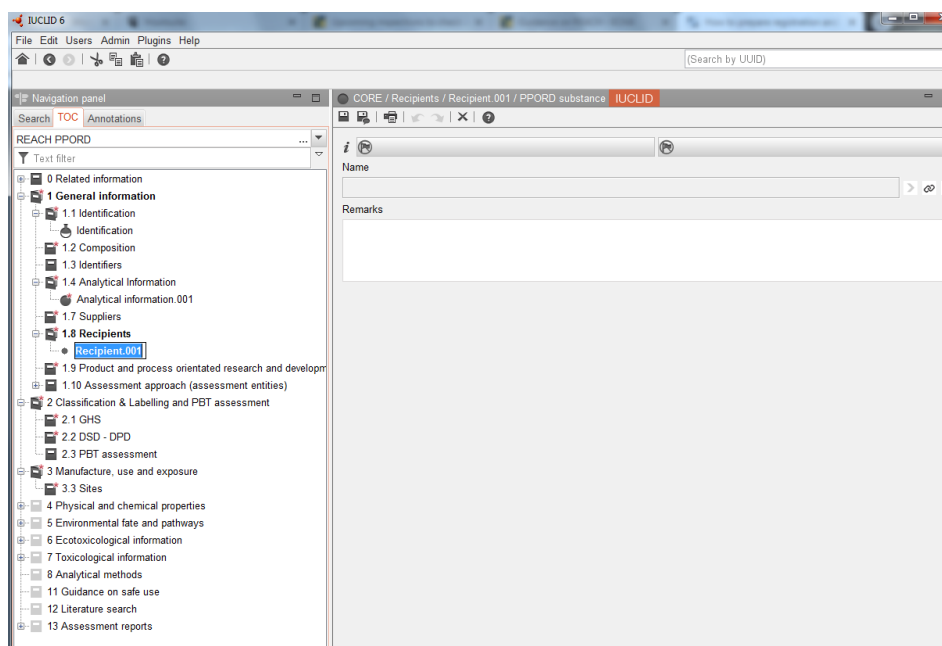 IUCLID 6
File Edit Users Admin Plugins Help
(Search by UUID)
Navigation panel
Search TOC Annotations
REACH PPORD ...
Text filter
0 Related information
1 General information
1.1 Identification
Identification
1.2 Composition
1.3 Identifiers
1.4 Analytical Information
Analytical information.001
1.7 Suppliers
1.8 Recipients
Recipient.001
1.9 Product and process orientated research and developm
1.10 Assessment approach (assessment entities)
2 Classification & Labelling and PBT assessment
2.1 GHS
2.2 DSD - DPD
2.3 PBT assessment
3 Manufacture, use and exposure
3.3 Sites
4 Physical and chemical properties
5 Environmental fate and pathways
6 Ecotoxicological information
7 Toxicological information
8 Analytical methods
11 Guidance on safe use
12 Literature search
13 Assessment reports
CORE / Recipients / Recipient.001 / PPORD substance IUCLID
i
Name
Remarks